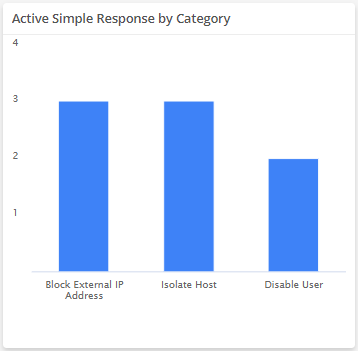 Active Simple Response by Category
4
3
2
1
Block External IP
Address
Isolate Host
Disable User